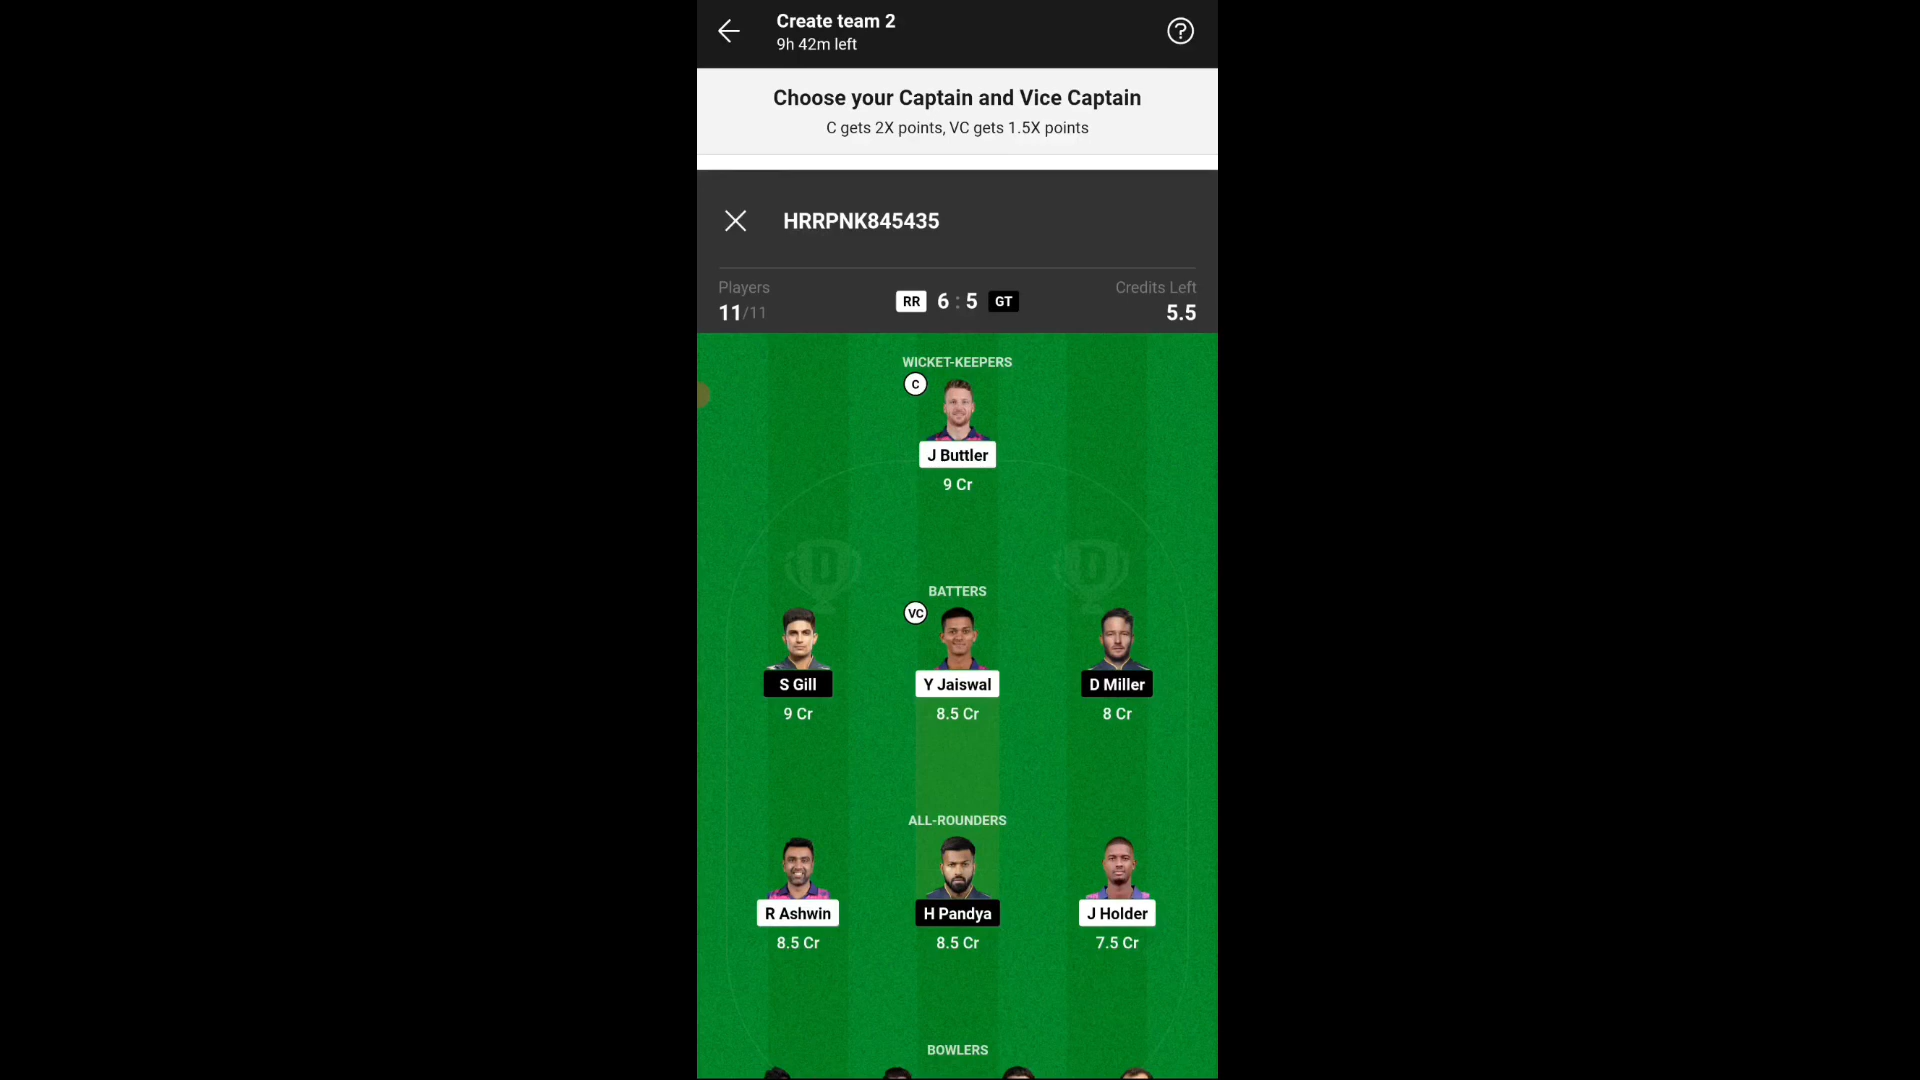 Create team 2
9h 42m left
?
Choose your Captain and Vice Captain
C gets 2X points, VC gets 1.5X points
HRRPNK845435
Players
11/11
RR 6 : 5 GT
Credits Left
5.5
WICKET-KEEPERS
C
J Buttler
9 Cr
D D
BATTERS
VC
S Gill Y Jaiswal D Miller
9 Cr 8.5 Cr 8 Cr
ALL-ROUNDERS
R Ashwin H Pandya J Holder
8.5 Cr 8.5 Cr 7.5 Cr
BOWLERS